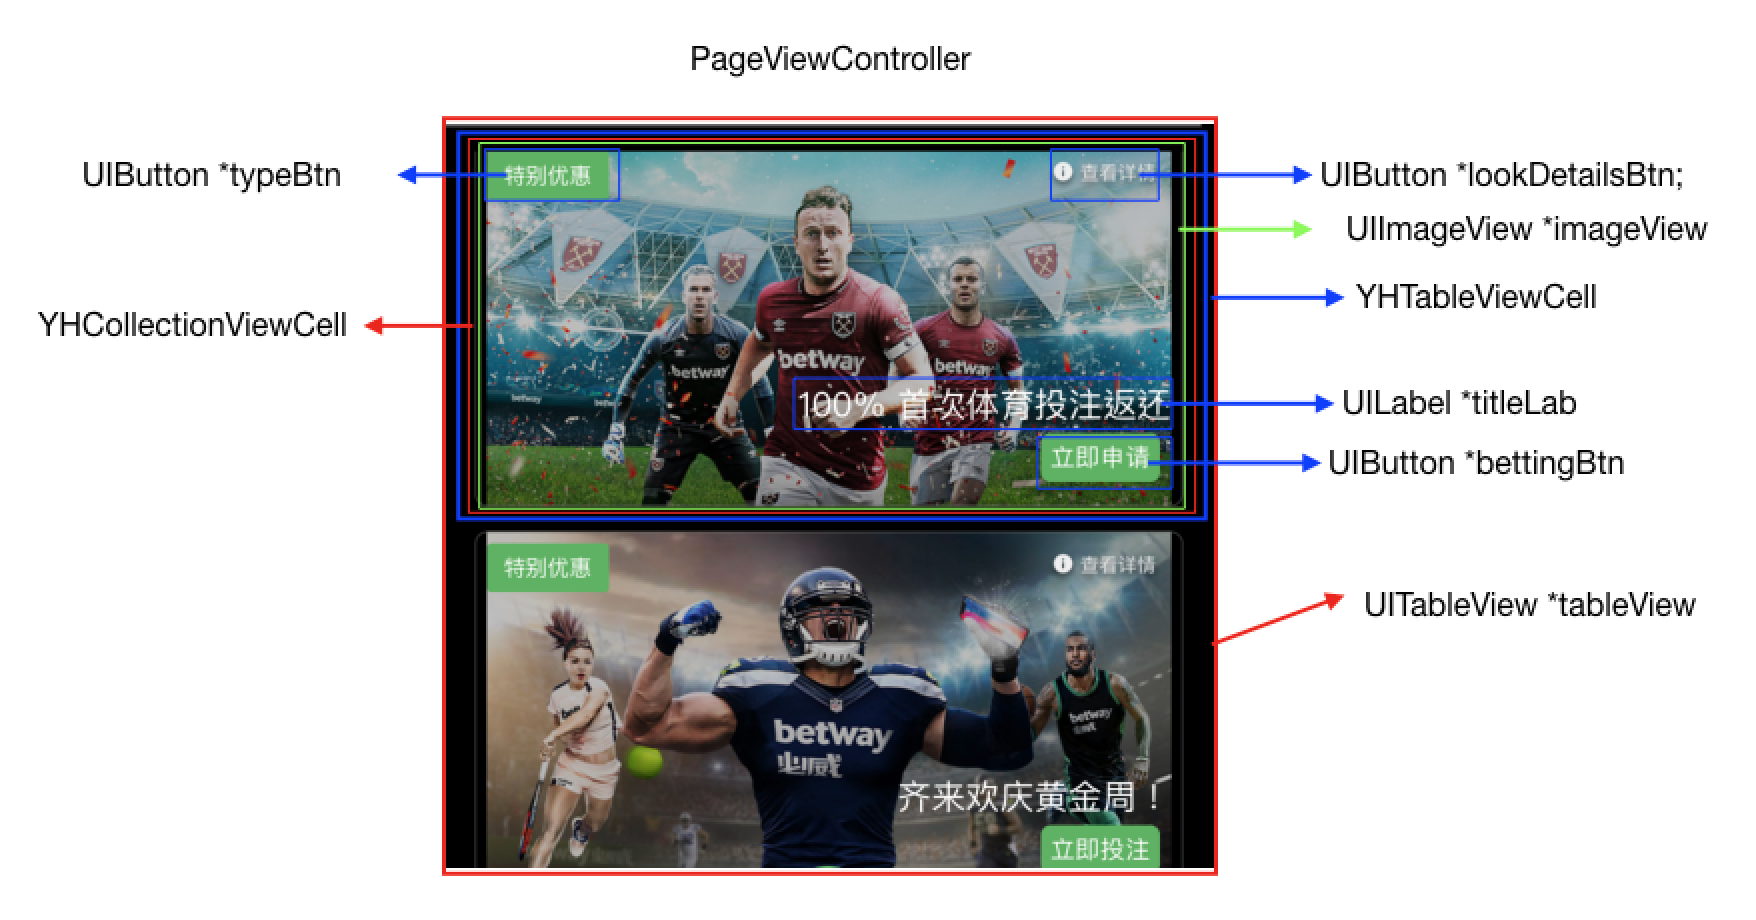 PageViewController
UIButton *typeBtn
特别优惠
查看详情
UIButton *lookDetailsBtn;
UIImageView *imageView
YHTableViewCell
YHCollectionViewCell
betway
betway
betway
betway
100% 首次体育投注返还
UILabel *titleLab
立即申请
UIButton *bettingBtn
特别优惠
查看详情
UITableView *tableView
betway
betway
必威
齐来欢庆黄金周！
立即投注